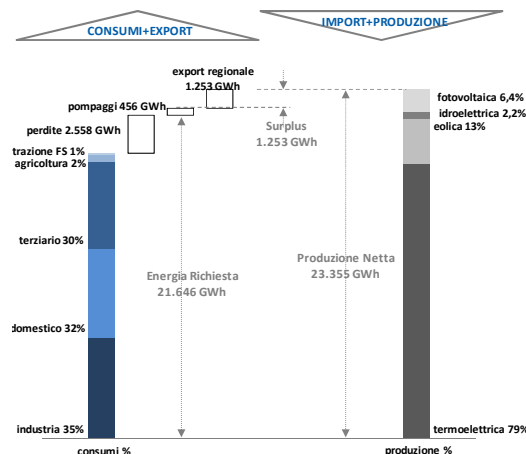 CONSUMI+EXPORT
IMPORT+PRODUZIONE
export regionale
1.253 GWh
pompaggi 456 GWh
perdite 2.558 GWh
trazione FS 1%
agricoltura 2%
terziario 30%
domestico 32%
industria 35%
consumi %
Surplus
1.253 GWh
Energia Richiesta
21.646 GWh
Produzione Netta
23.355 GWh
fotovoltaica 6,4%
idroelettrica 2,2%
eolica 13%
termoelettrica 79%
produzione %